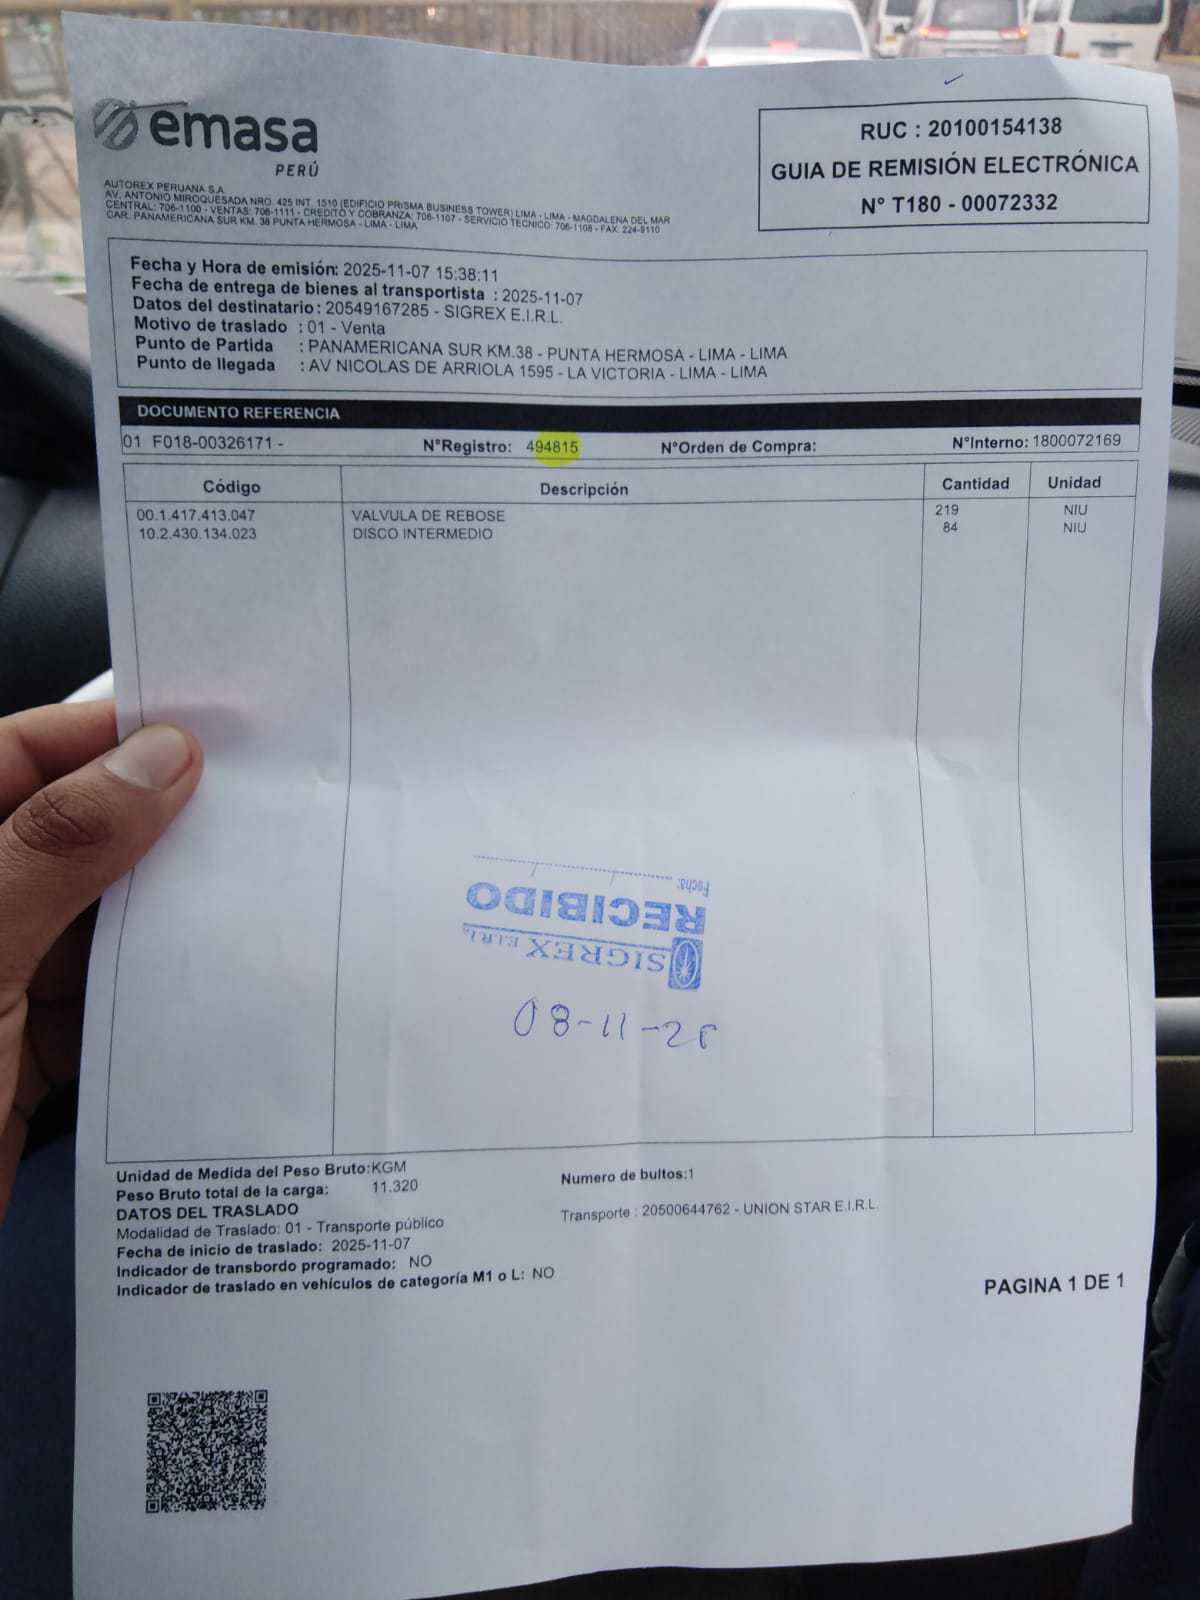 emasa
PERÚ
RUC : 20100154138
GUIA DE REMISIÓN ELECTRÓNICA
N° T180 - 00072332
AUTOREX PERUANA S.A.
AV. ANTONIO MIROQUESADA NRO. 425 INT. 1510 (EDIFICIO PRISMA BUSINESS TOWER) LIMA - LIMA - MAGDALENA DEL MAR
CENTRAL: 706-1100 - VENTAS: 706-1111 - CREDITO Y COBRANZA: 706-1107 - SERVICIO TECNICO: 706-1108 - FAX. 224-9110
CAR. PANAMERICANA SUR KM. 38 PUNTA HERMOSA - LIMA - LIMA
Fecha y Hora de emisión: 2025-11-07 15:38:11
Fecha de entrega de bienes al transportista : 2025-11-07
Datos del destinatario : 20549167285 - SIGREX E.I.R.L.
Motivo de traslado : 01 - Venta
Punto de Partida : PANAMERICANA SUR KM.38 - PUNTA HERMOSA - LIMA - LIMA
Punto de llegada : AV NICOLAS DE ARRIOLA 1595 - LA VICTORIA - LIMA - LIMA
DOCUMENTO REFERENCIA
01 F018-00326171 - N°Registro: 494815 N°Orden de Compra: N°Interno: 1800072169
Código Descripción Cantidad Unidad
00.1.417.413.047 VALVULA DE REBOSE 219 NIU
10.2.430.134.023 DISCO INTERMEDIO 84 NIU
SIGREX E.I.R.L.
RECIBIDO
Fecha:
08-11-25
Unidad de Medida del Peso Bruto: KGM
Peso Bruto total de la carga: 11.320
Numero de bultos:1
DATOS DEL TRASLADO
Modalidad de Traslado: 01 - Transporte público
Transporte : 20500644762 - UNION STAR E.I.R.L.
Fecha de inicio de traslado: 2025-11-07
Indicador de transbordo programado: NO
Indicador de traslado en vehículos de categoría M1 o L: NO
PAGINA 1 DE 1